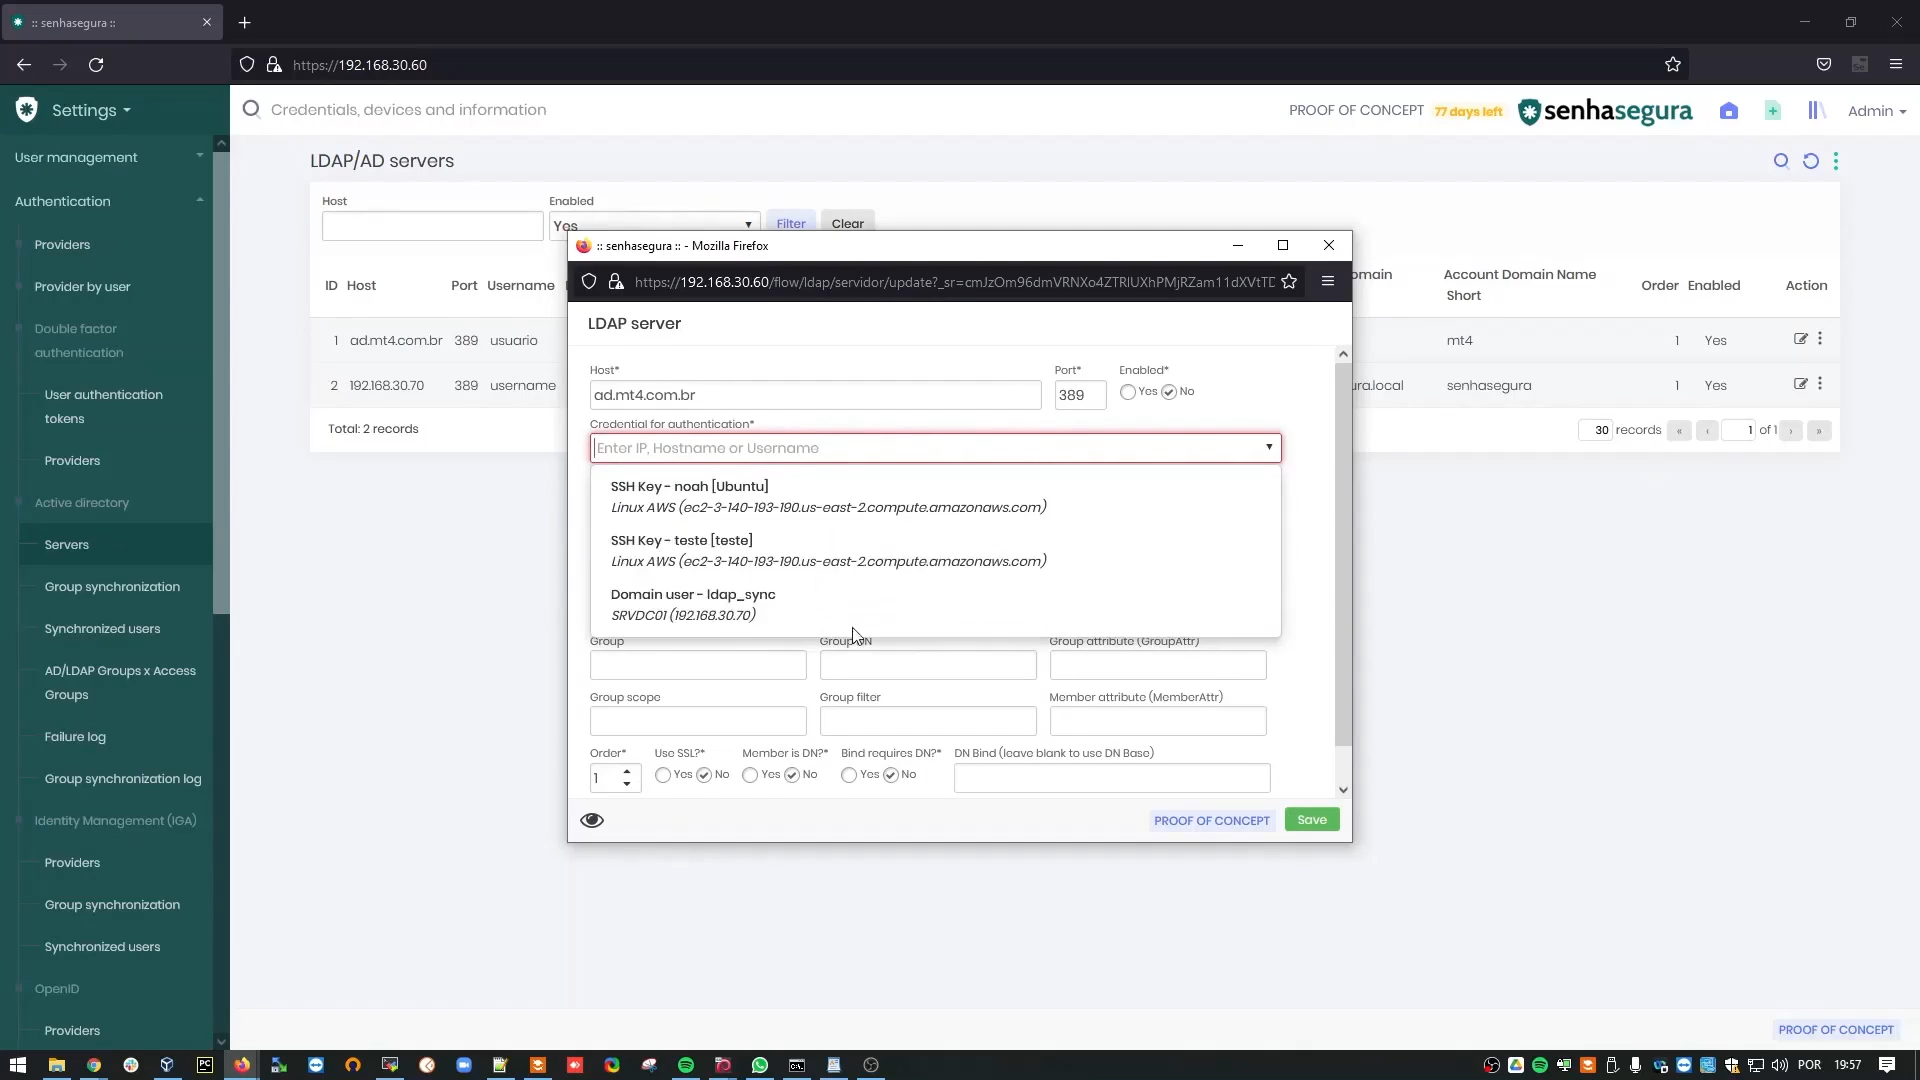 :: senhasegura ::
https://192.168.30.60
Settings
Credentials, devices and information
PROOF OF CONCEPT 77 days left senhasegura Admin
User management
Authentication
Providers
Provider by user
Double factor
authentication
User authentication
tokens
Providers
Active directory
Servers
Group synchronization
Synchronized users
AD/LDAP Groups x Access
Groups
Failure log
Group synchronization log
Identity Management (IGA)
Providers
Group synchronization
Synchronized users
OpenID
Providers
LDAP/AD servers
Host Enabled
Yes Filter Clear
ID Host Port Username Account Domain Name Short Order Enabled Action
1 ad.mt4.com.br 389 usuario mt4 1 Yes
2 192.168.30.70 389 username senhasegura 1 Yes
Total: 2 records 30 records « ‹ 1 of 1 › »
:: senhasegura :: - Mozilla Firefox
https://192.168.30.60/flow/ldap/servidor/update?
LDAP server
Host* Port* Enabled*
ad.mt4.com.br 389 Yes No
Credential for authentication*
Enter IP, Hostname or Username
SSH Key - noah [Ubuntu]
Linux AWS (ec2-3-140-193-190.us-east-2.compute.amazonaws.com)
SSH Key - teste [teste]
Linux AWS (ec2-3-140-193-190.us-east-2.compute.amazonaws.com)
Domain user - ldap_sync
SRVDC01 (192.168.30.70)
Group Group attribute (GroupAttr)
Group scope Group filter Member attribute (MemberAttr)
Order* Use SSL?* Member is DN?* Bind requires DN?* DN Bind (leave blank to use DN Base)
1 Yes No Yes No Yes No
PROOF OF CONCEPT Save
PROOF OF CONCEPT
POR 19:57